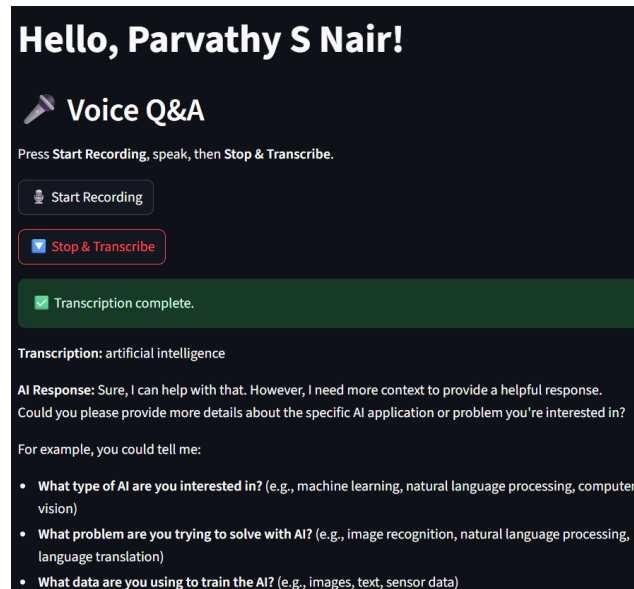 Hello, Parvathy S Nair!
Voice Q&A
Press Start Recording, speak, then Stop & Transcribe.
Start Recording
Stop & Transcribe
Transcription complete.
Transcription: artificial intelligence
AI Response: Sure, I can help with that. However, I need more context to provide a helpful response.
Could you please provide more details about the specific AI application or problem you're interested in?
For example, you could tell me:
• What type of AI are you interested in? (e.g., machine learning, natural language processing, computer
vision)
• What problem are you trying to solve with AI? (e.g., image recognition, natural language processing,
language translation)
• What data are you using to train the AI? (e.g., images, text, sensor data)